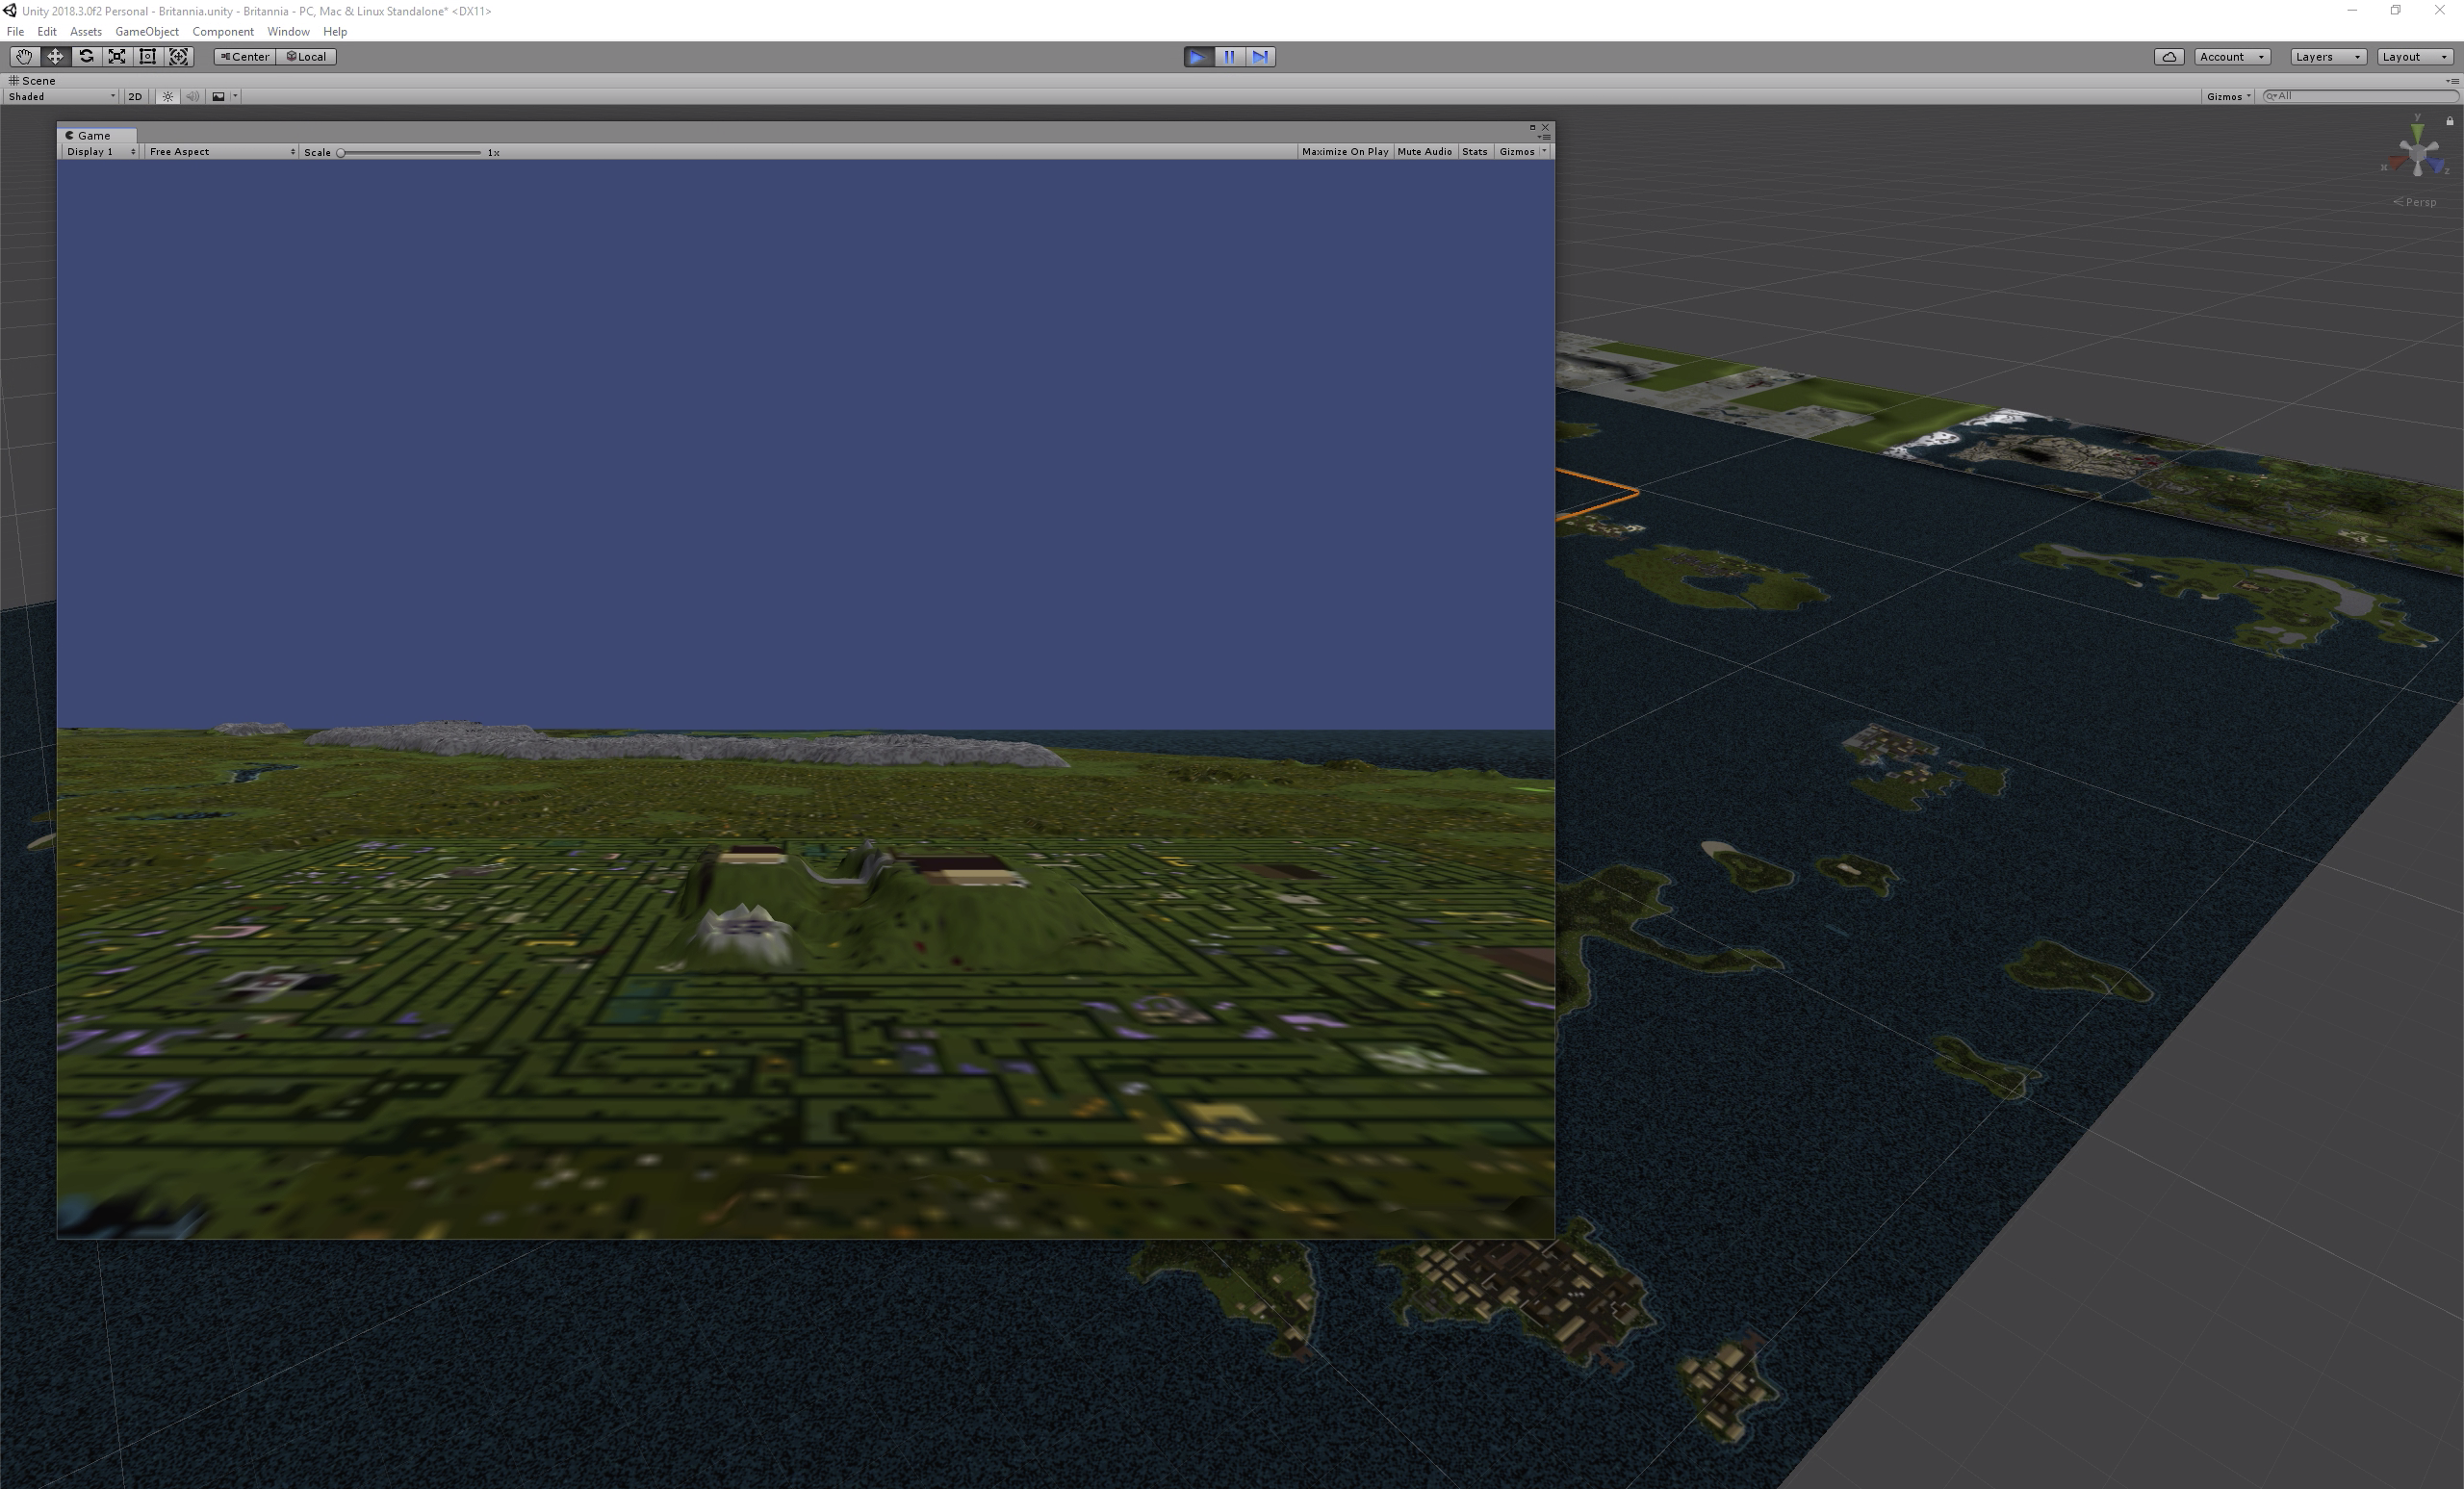 Unity 2018.3.0f2 Personal - Britannia.unity - Britannia - PC, Mac & Linux Standalone* <DX11>
File Edit Assets GameObject Component Window Help
Center Local Account Layers Layout
Scene
Shaded 2D Gizmos All
Game
Display 1 Free Aspect Scale 1x Maximize On Play Mute Audio Stats Gizmos
y
x
z
Persp